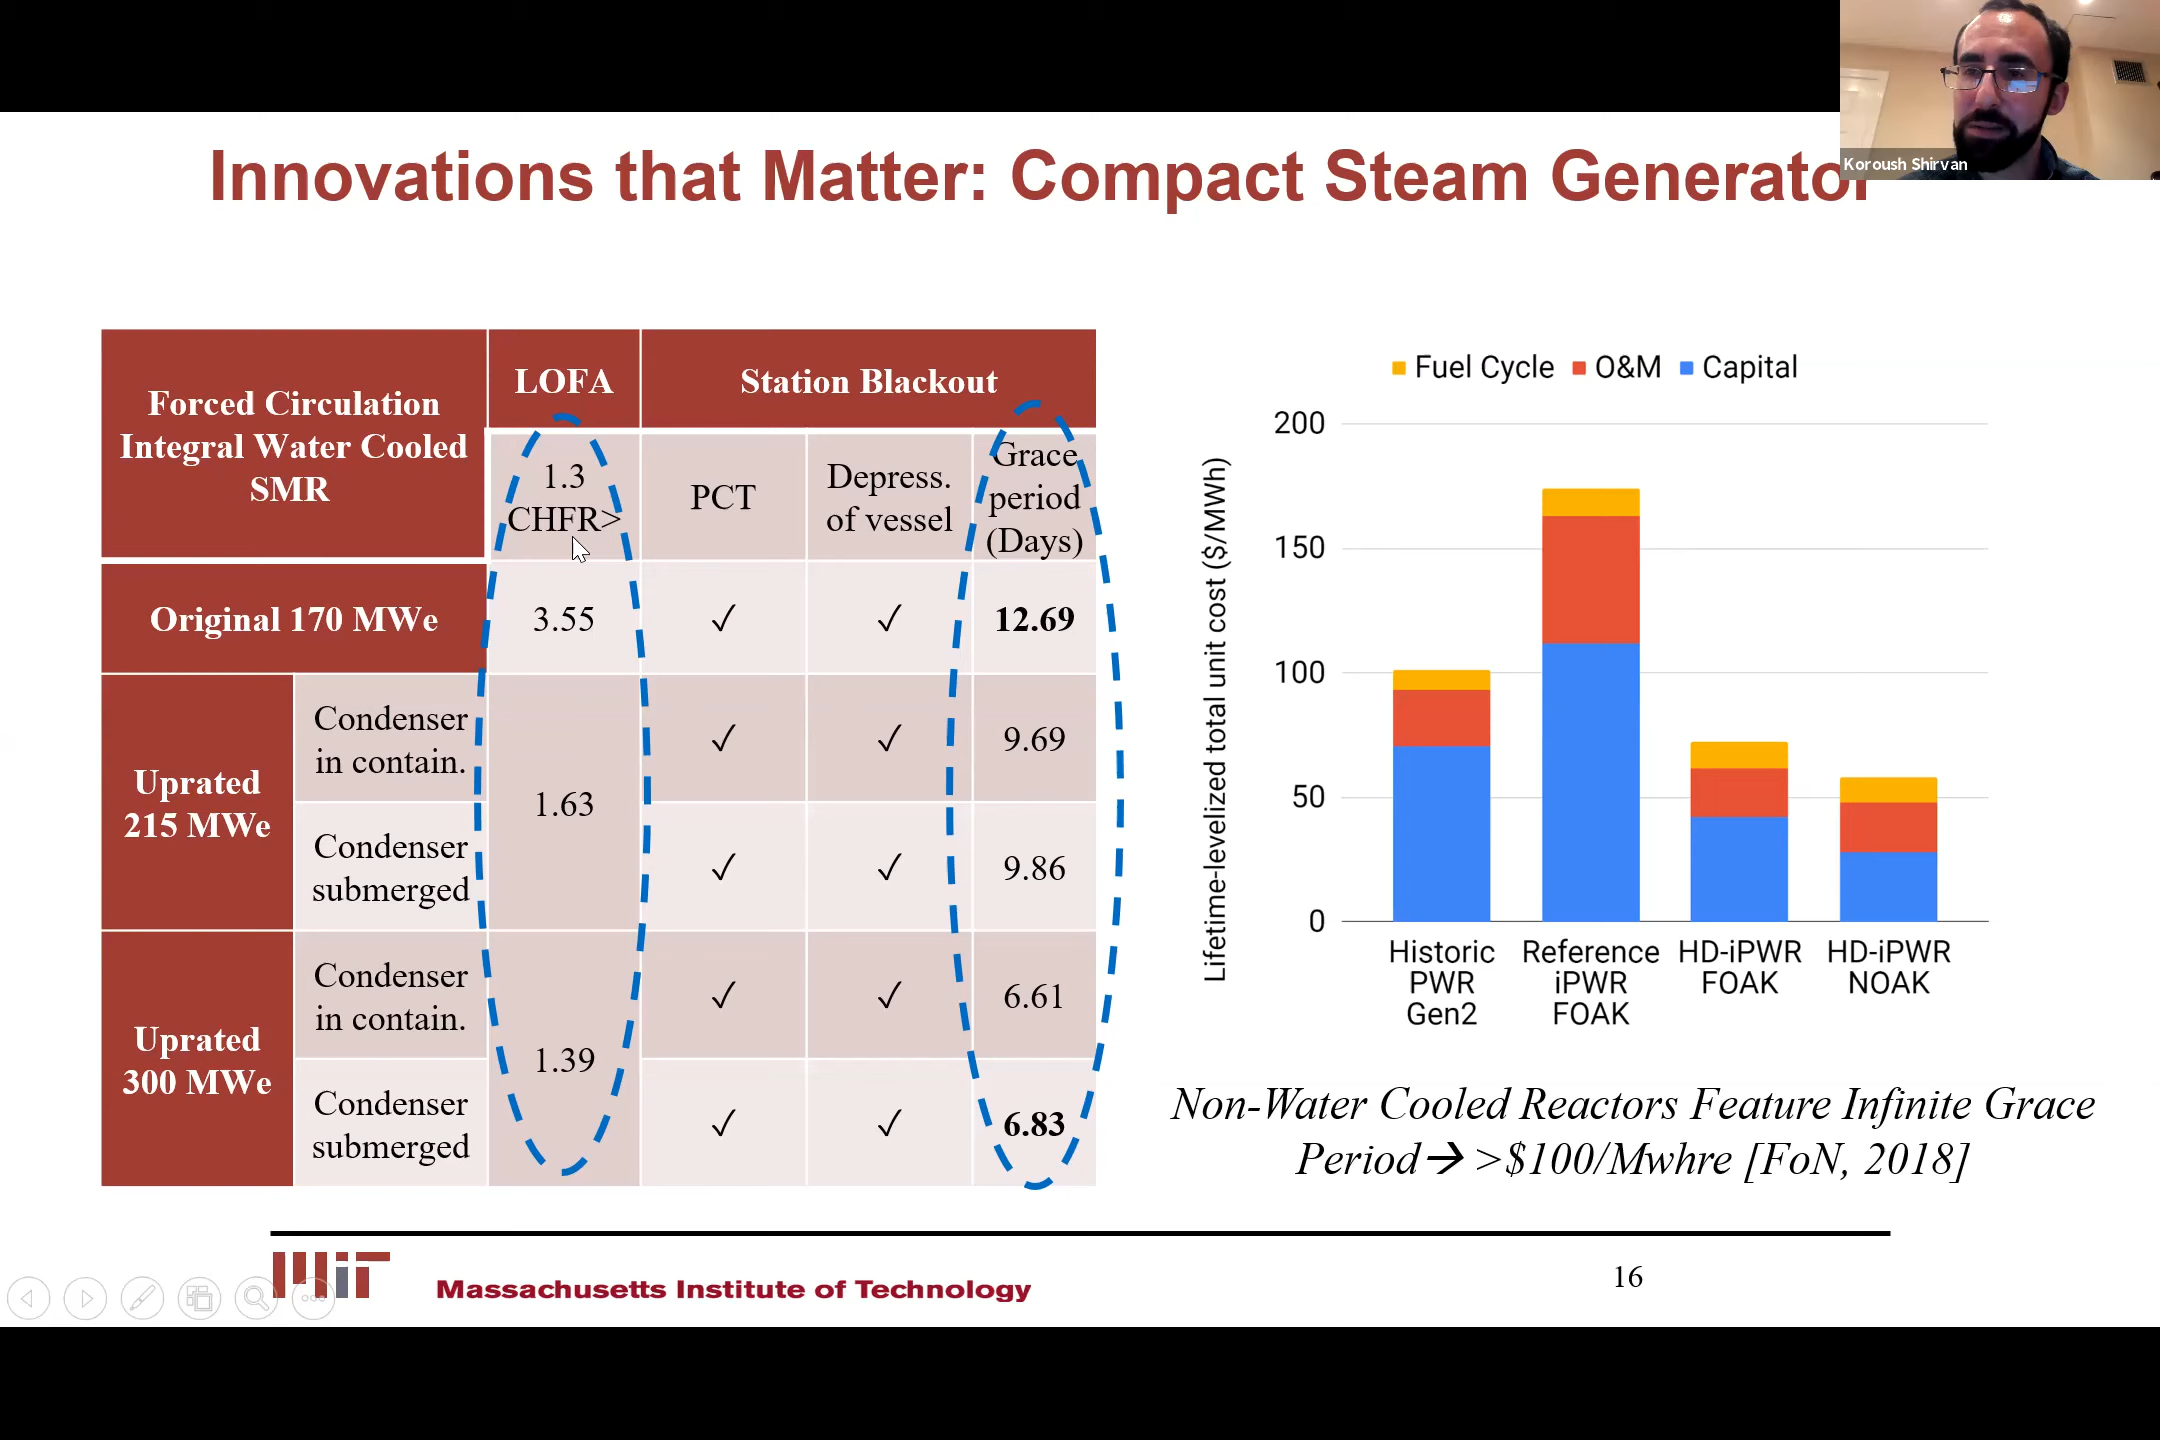 Koroush Shirvan
Innovations that Matter: Compact Steam Generator
Forced Circulation
Integral Water Cooled
SMR
LOFA
Station Blackout
1.3
CHFR>
PCT
Depress.
of vessel
Grace
period
(Days)
Original 170 MWe
3.55
✓
✓
12.69
Uprated
215 MWe
Condenser
in contain.
1.63
✓
✓
9.69
Condenser
submerged
✓
✓
9.86
Uprated
300 MWe
Condenser
in contain.
1.39
✓
✓
6.61
Condenser
submerged
✓
✓
6.83
Fuel Cycle
O&M
Capital
Lifetime-levelized total unit cost ($/MWh)
200
150
100
50
0
Historic
PWR
Gen2
Reference
iPWR
FOAK
HD-iPWR
FOAK
HD-iPWR
NOAK
Non-Water Cooled Reactors Feature Infinite Grace
Period→ >$100/Mwhre [FoN, 2018]
MIT
Massachusetts Institute of Technology
16